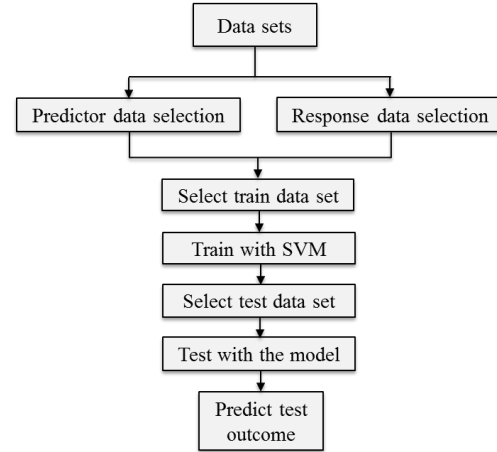 Data sets
Predictor data selection
Response data selection
Select train data set
Train with SVM
Select test data set
Test with the model
Predict test
outcome